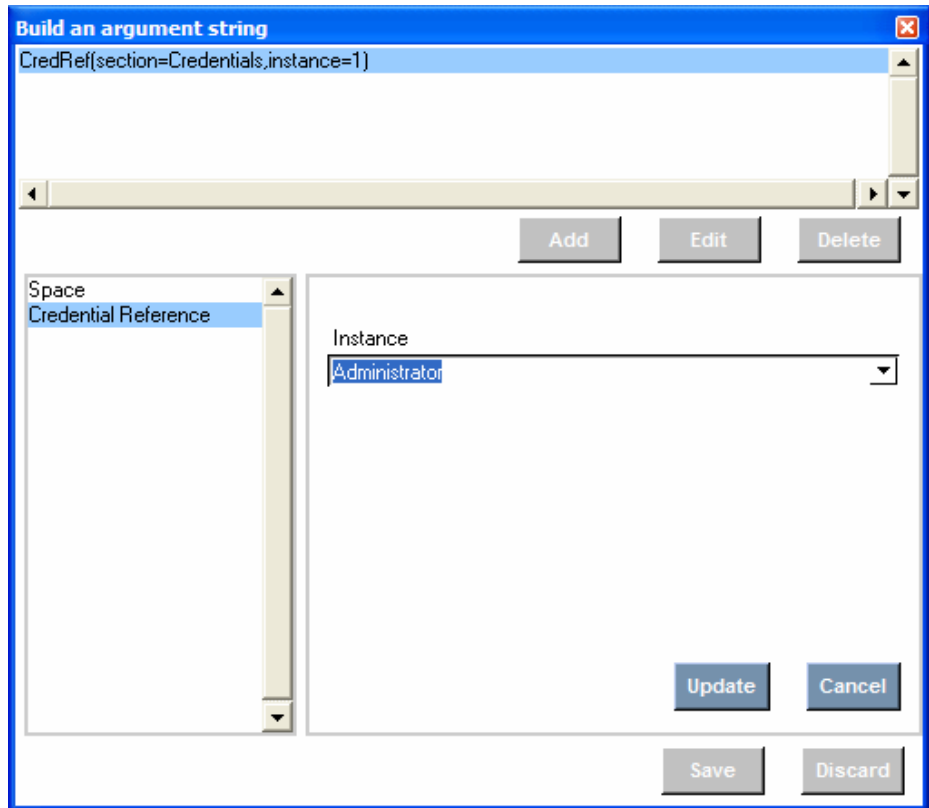 Build an argument string
CredRef(section=Credentials,instance=1)
Add Edit Delete
Space
Credential Reference
Instance
Administrator
Update Cancel
Save Discard